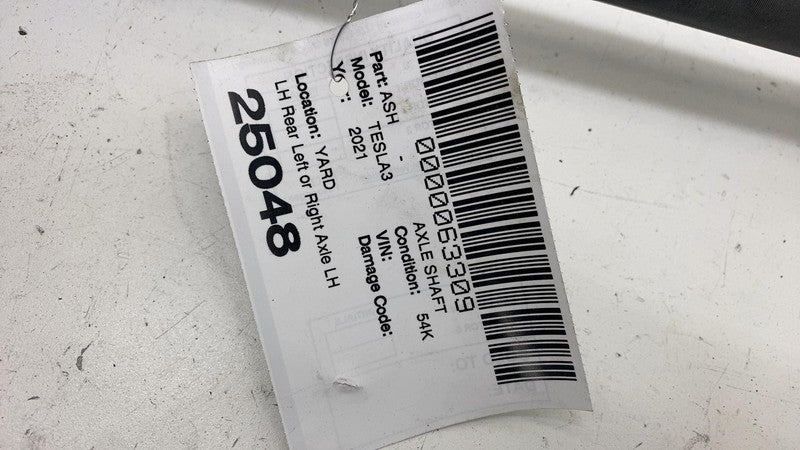 0000063309
Part: ASH - AXLE SHAFT
Model: TESLA3 Condition: 54K
Year: 2021 VIN:
Damage Code:
Location: YARD
LH Rear Left or Right Axle LH
25048